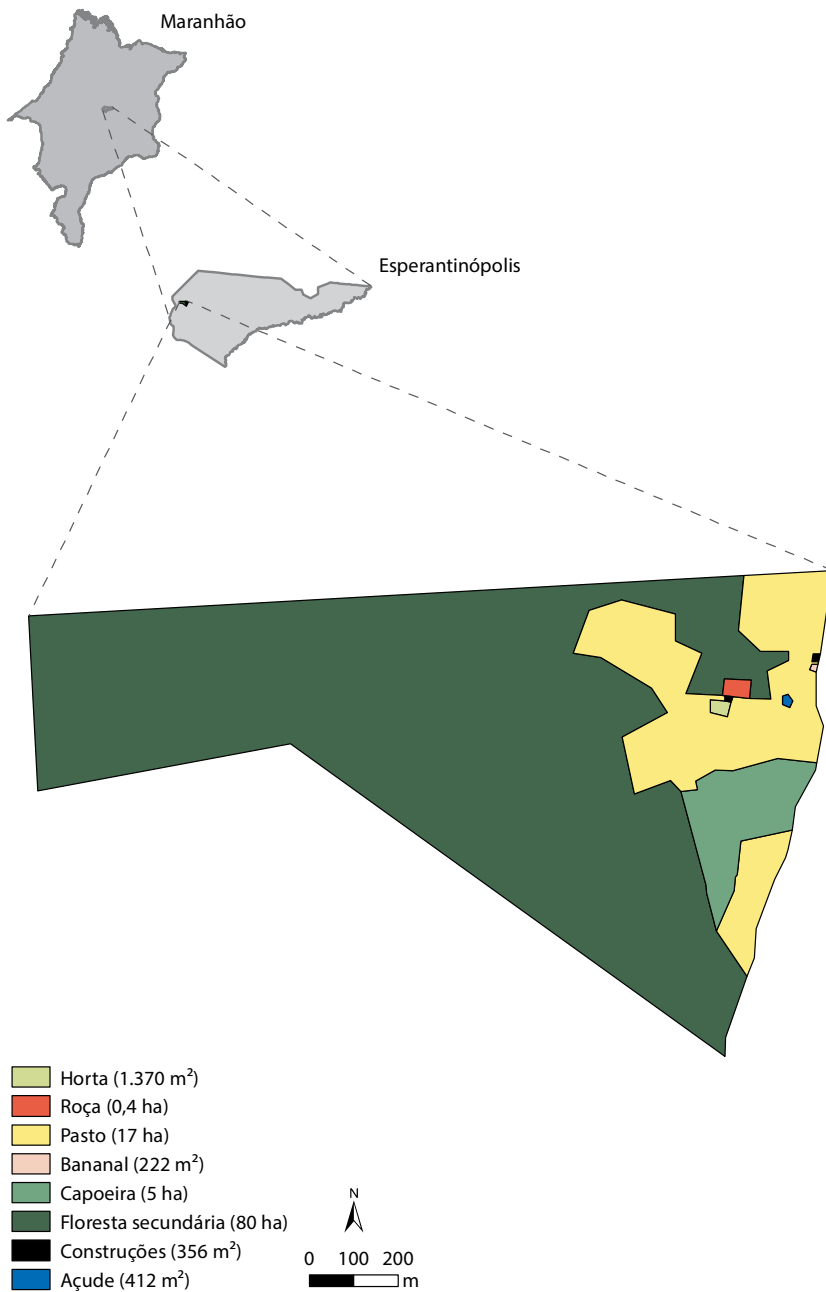 Maranhão
Esperantinópolis
Horta (1.370 m²)
Roça (0,4 ha)
Pasto (17 ha)
Bananal (222 m²)
Capoeira (5 ha)
Floresta secundária (80 ha)
Construções (356 m²)
Açude (412 m²)
N
0 100 200
m